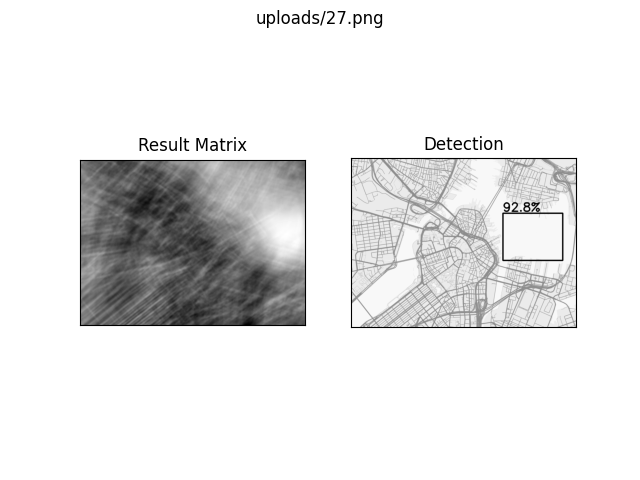 uploads/27.png
Result Matrix
Detection
92.8%